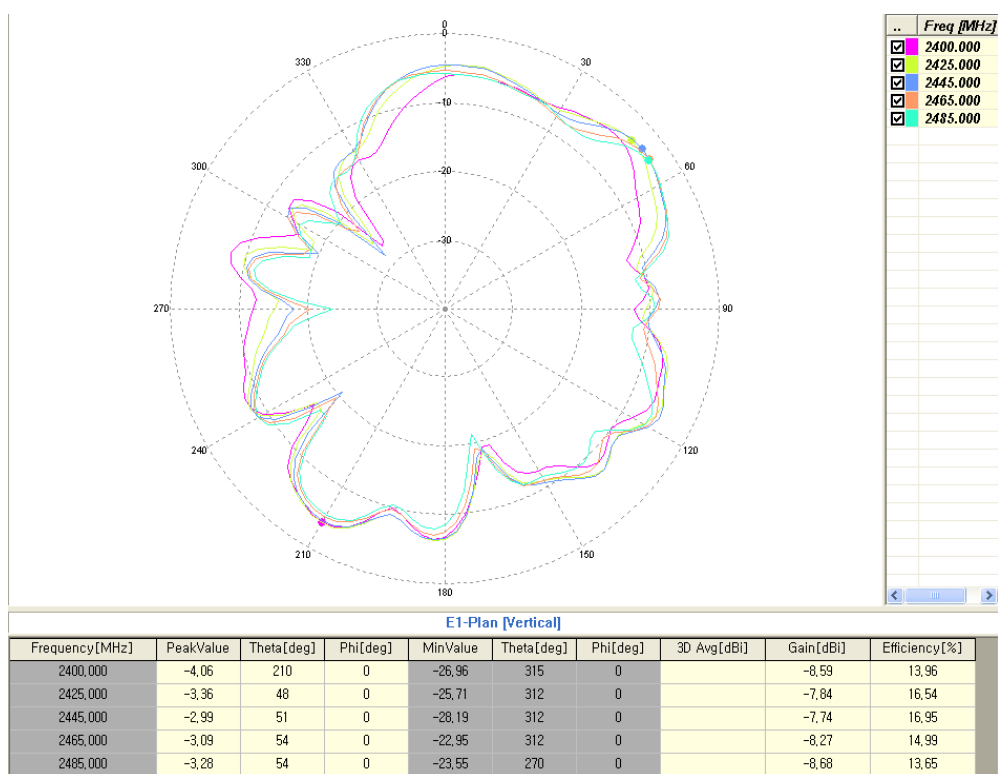 0
.. Freq [MHz]
0
330 30
2400.000
2425.000
2445.000
-10
2465.000
2485.000
300 60
-20
-30
270 90
240 120
210 150
180
E1-Plan [Vertical]
Frequency[MHz] PeakValue Theta[deg] Phi[deg] MinValue Theta[deg] Phi[deg] 3D Avg[dBi] Gain[dBi] Efficiency[%]
2400,000 -4,06 210 0 -26,96 315 0 -8,59 13,96
2425,000 -3,36 48 0 -25,71 312 0 -7,84 16,54
2445,000 -2,99 51 0 -28,19 312 0 -7,74 16,95
2465,000 -3,09 54 0 -22,95 312 0 -8,27 14,99
2485,000 -3,28 54 0 -23,55 270 0 -8,68 13,65